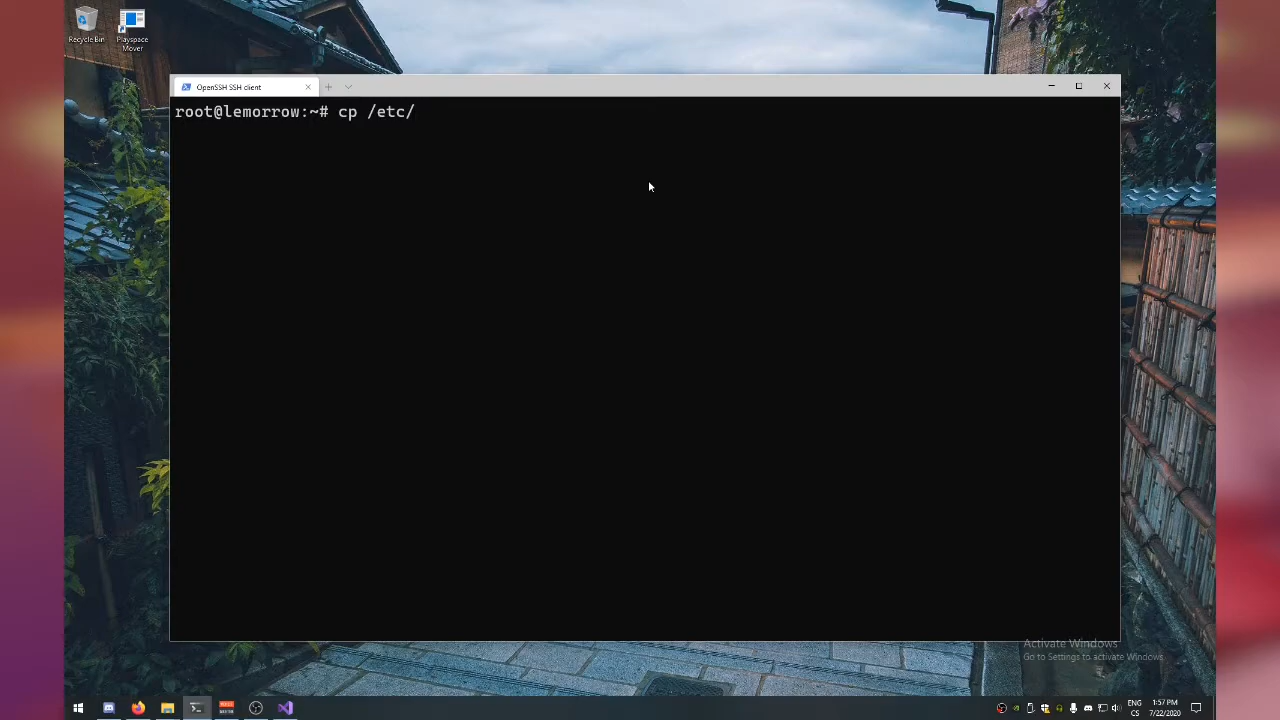 Recycle Bin
Playspace
Mover
OpenSSH SSH client
root@lemorrow:~# cp /etc/
Activate Windows
Go to Settings to activate Windows.
ENG
CS
1:57 PM
7/22/2020